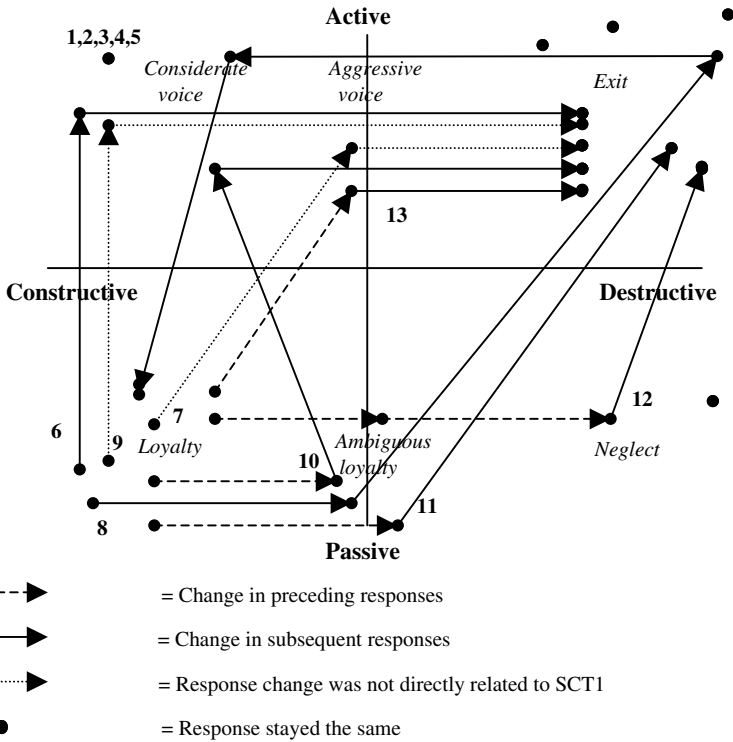 Active
1,2,3,4,5
Considerate
voice
Aggressive
voice
Exit
13
Constructive
Destructive
6
9
7
Loyalty
12
Ambiguous
loyalty
Neglect
10
8
11
Passive
= Change in preceding responses
= Change in subsequent responses
= Response change was not directly related to SCT1
= Response stayed the same